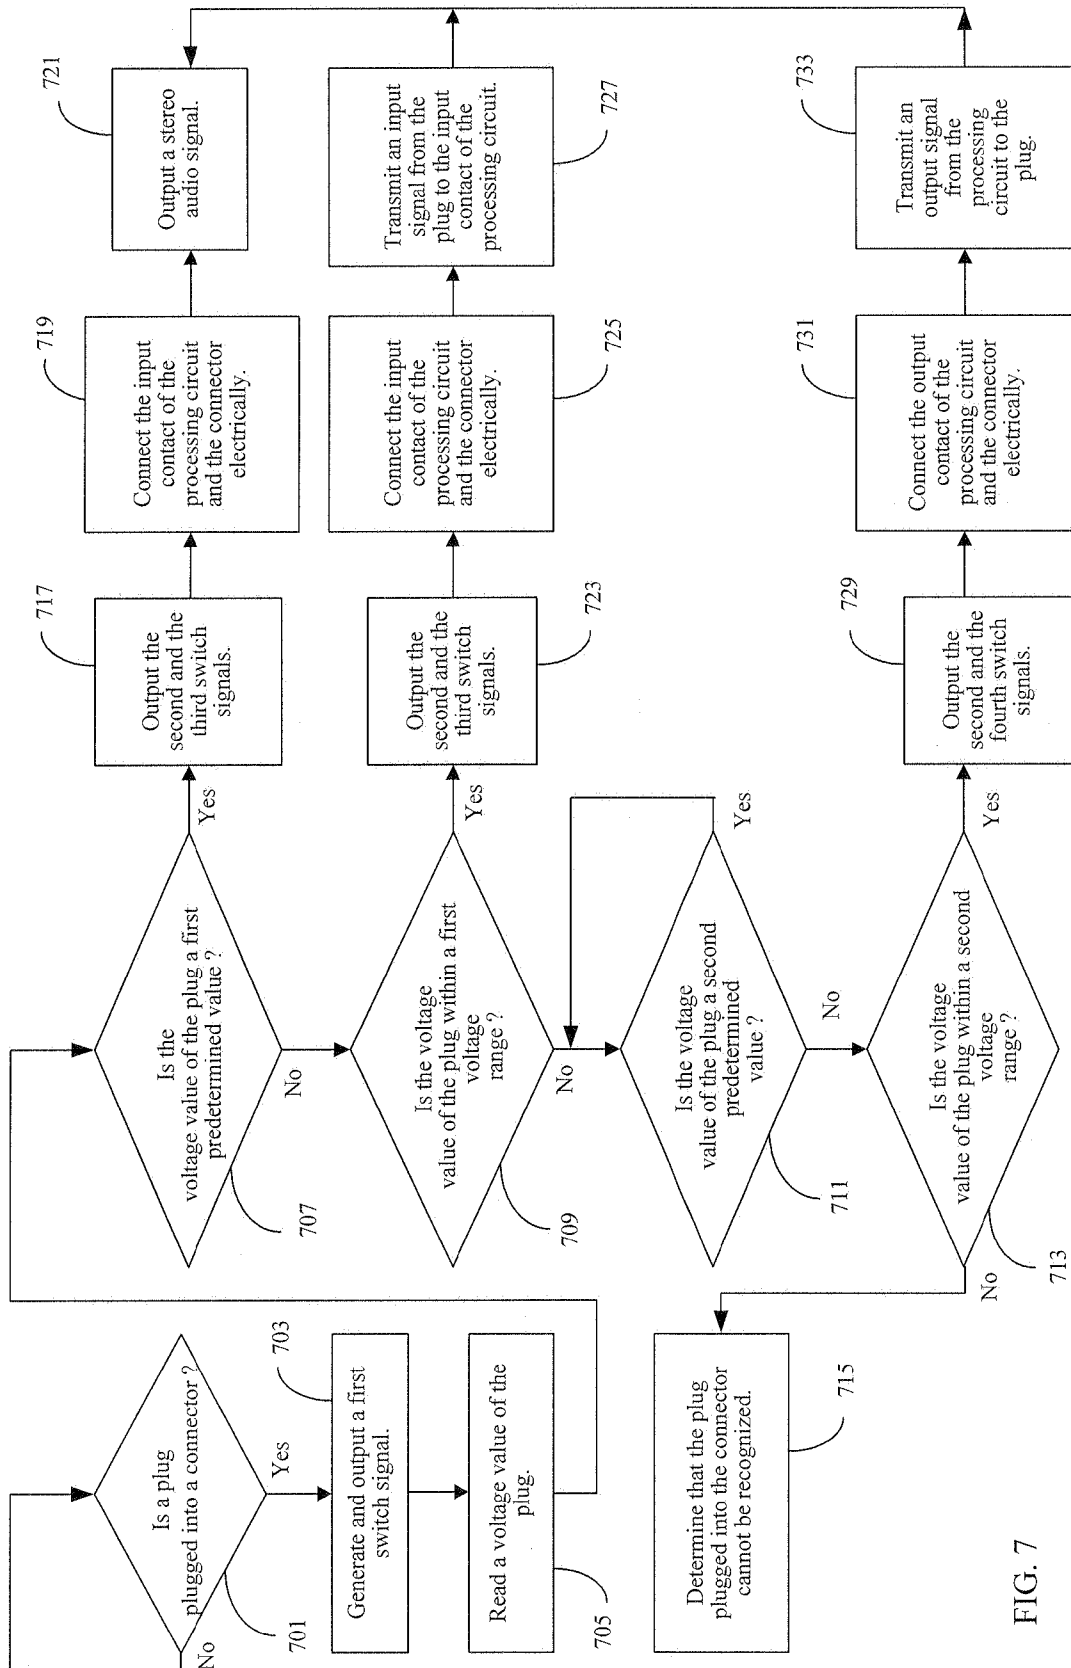 Is a plug
plugged into a connector ?
701
No
Yes
703
Generate and output a first
switch signal.
Read a voltage value of the
plug.
705
Is the
voltage value of the plug a first
predetermined value ?
707
Yes
No
Is the voltage
value of the plug within a first
voltage
range ?
709
Yes
No
Is the voltage
value of the plug a second
predetermined
value ?
711
Yes
No
Is the voltage
value of the plug within a second
voltage
range ?
713
Yes
No
Determine that the plug
plugged into the connector
cannot be recognized.
715
717
Output the
second and the
third switch
signals.
719
Connect the input
contact of the
processing circuit
and the connector
electrically.
721
Output a stereo
audio signal.
723
Output the
second and the
third switch
signals.
725
Connect the input
contact of the
processing circuit
and the connector
electrically.
727
Transmit an input
signal from the
plug to the input
contact of the
processing circuit.
729
Output the
second and the
fourth switch
signals.
731
Connect the output
contact of the
processing circuit
and the connector
electrically.
733
Transmit an
output signal
from the
processing
circuit to the
plug.
FIG. 7